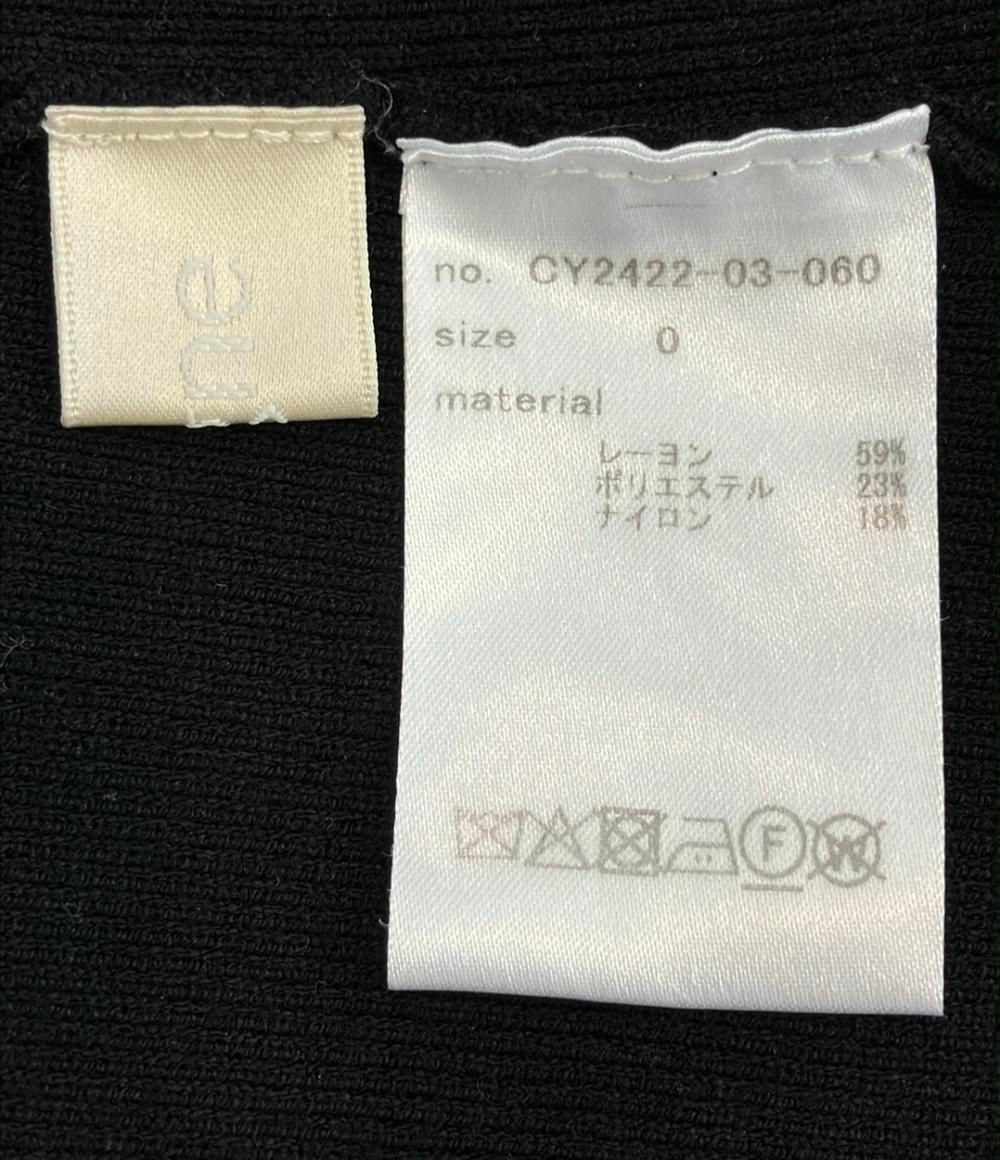 ne
no. CY2422-03-060
size 0
material
レーヨン 59%
ポリエステル 23%
ナイロン 18%
F
W